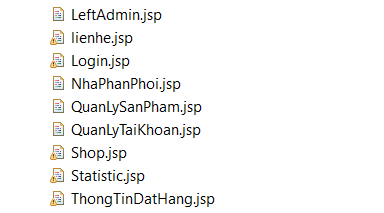 LeftAdmin.jsp
lienhe.jsp
Login.jsp
NhaPhanPhoi.jsp
QuanLySanPham.jsp
QuanLyTaiKhoan.jsp
Shop.jsp
Statistic.jsp
ThongTinDatHang.jsp